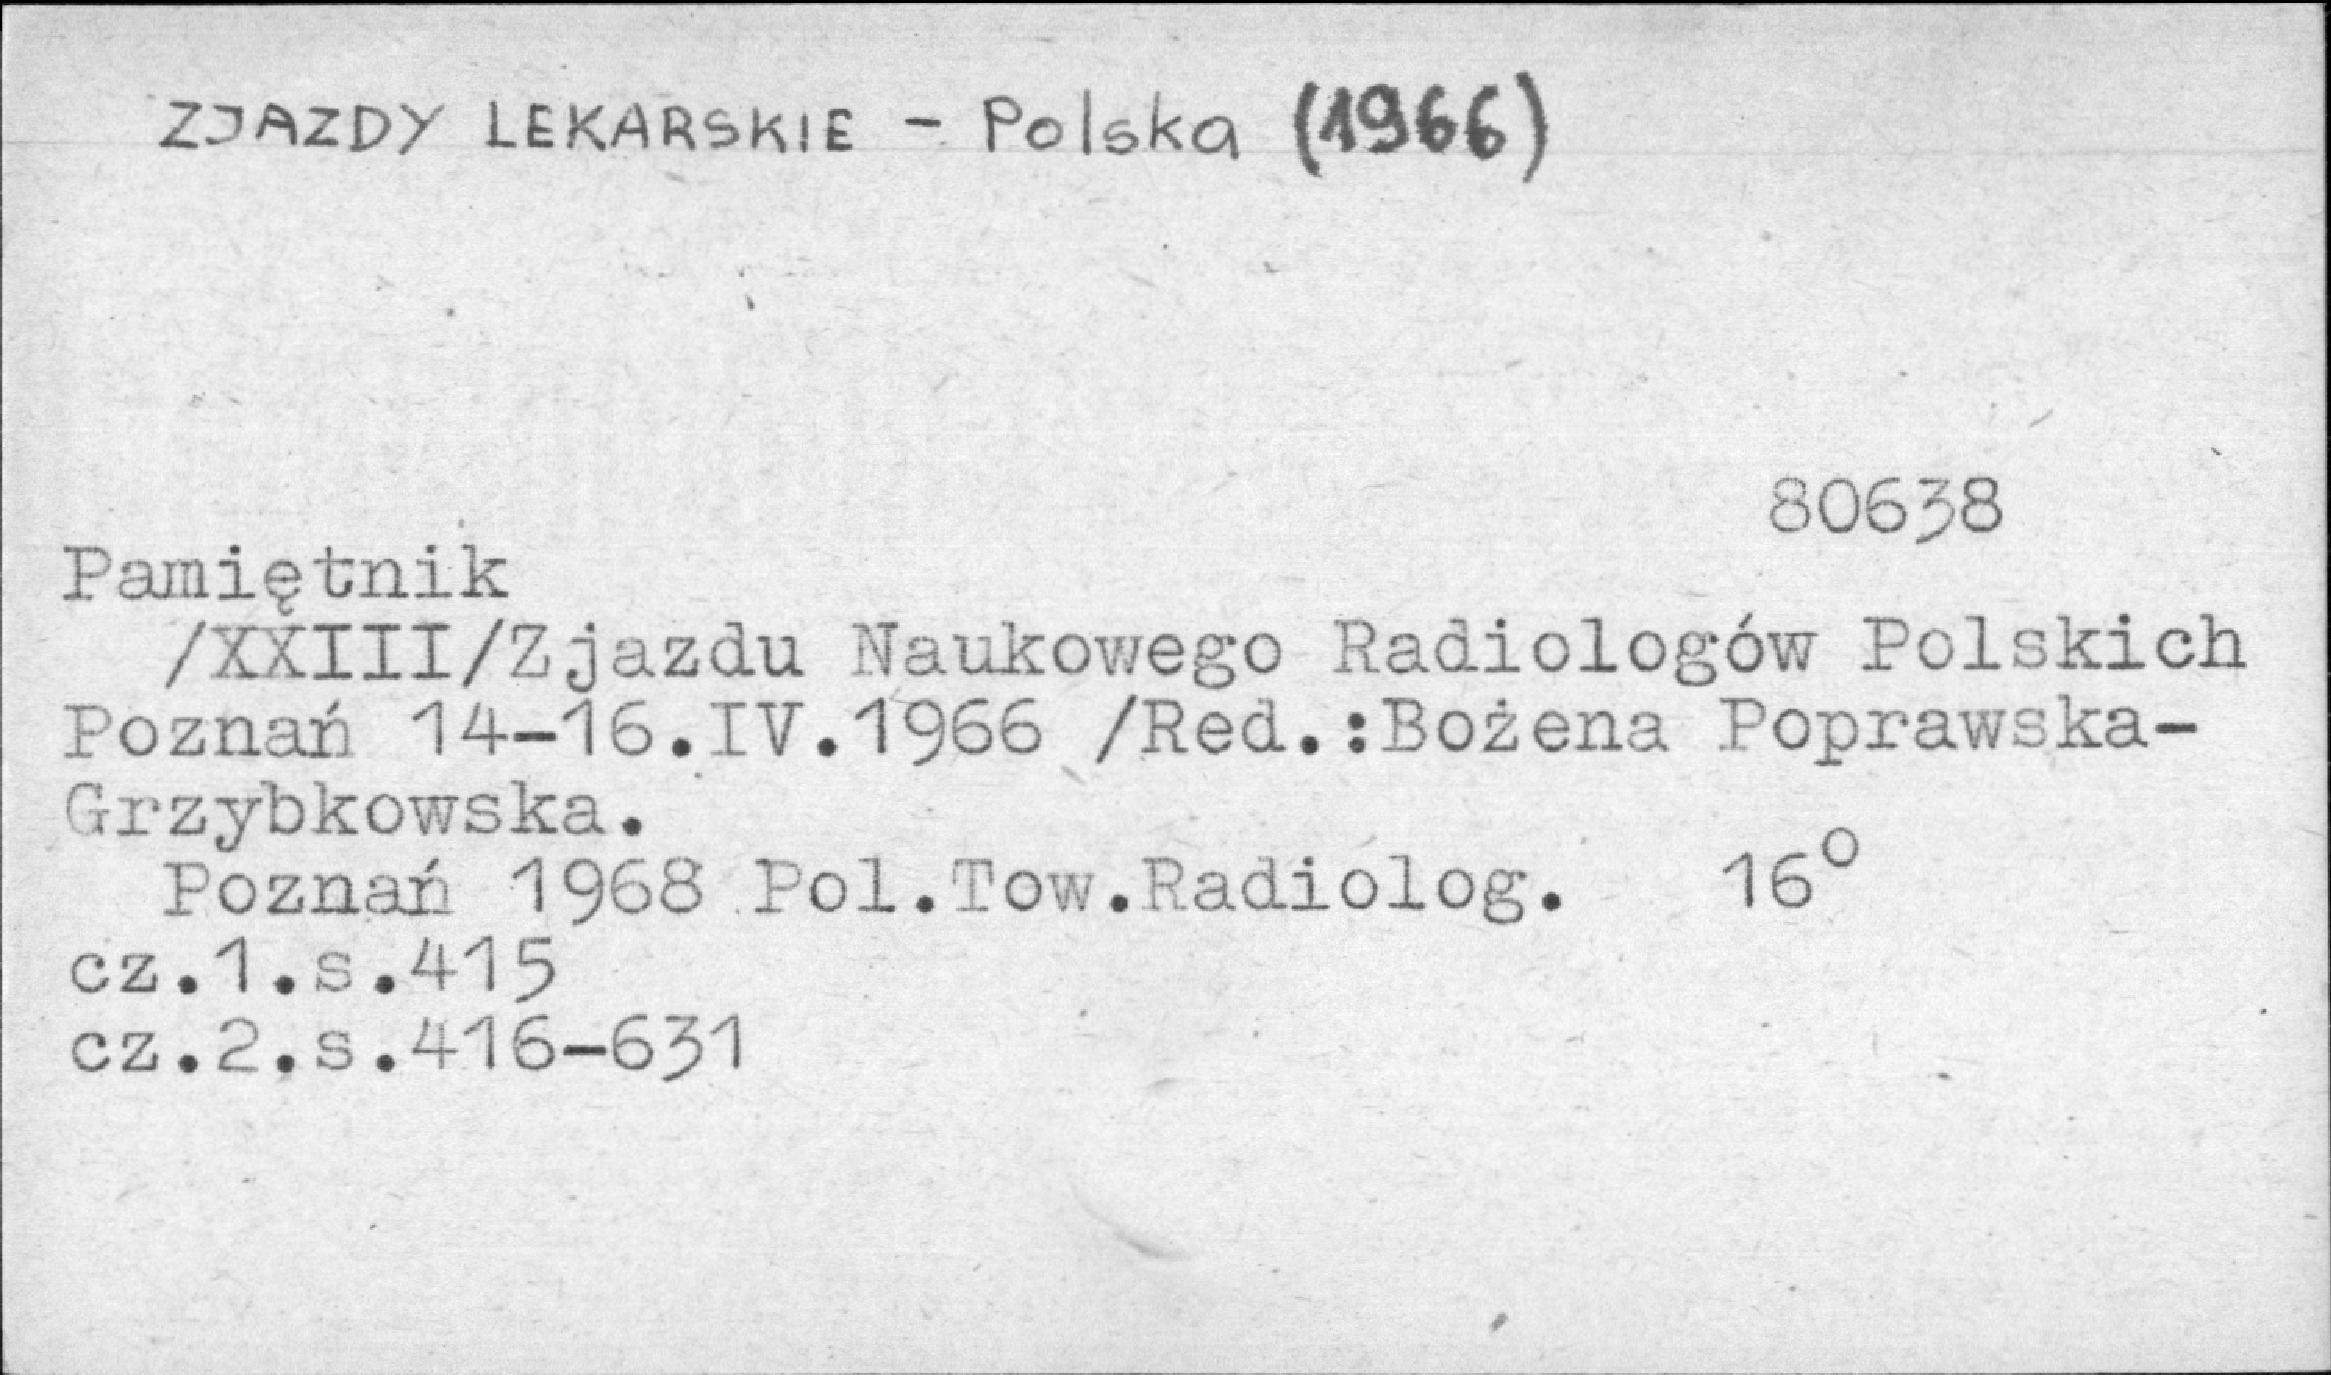 ZJAZDY LEKARSKIE - Polska (1966)
80638
Pamiętnik
/XXIII/Zjazdu Naukowego Radiologów Polskich
Poznań 14-16.IV.1966 /Red.:Bożena Poprawska-
Grzybkowska.
Poznań 1968 Pol.Tow.Radiolog. 16°
cz.1.s.415
cz.2.s.416-631